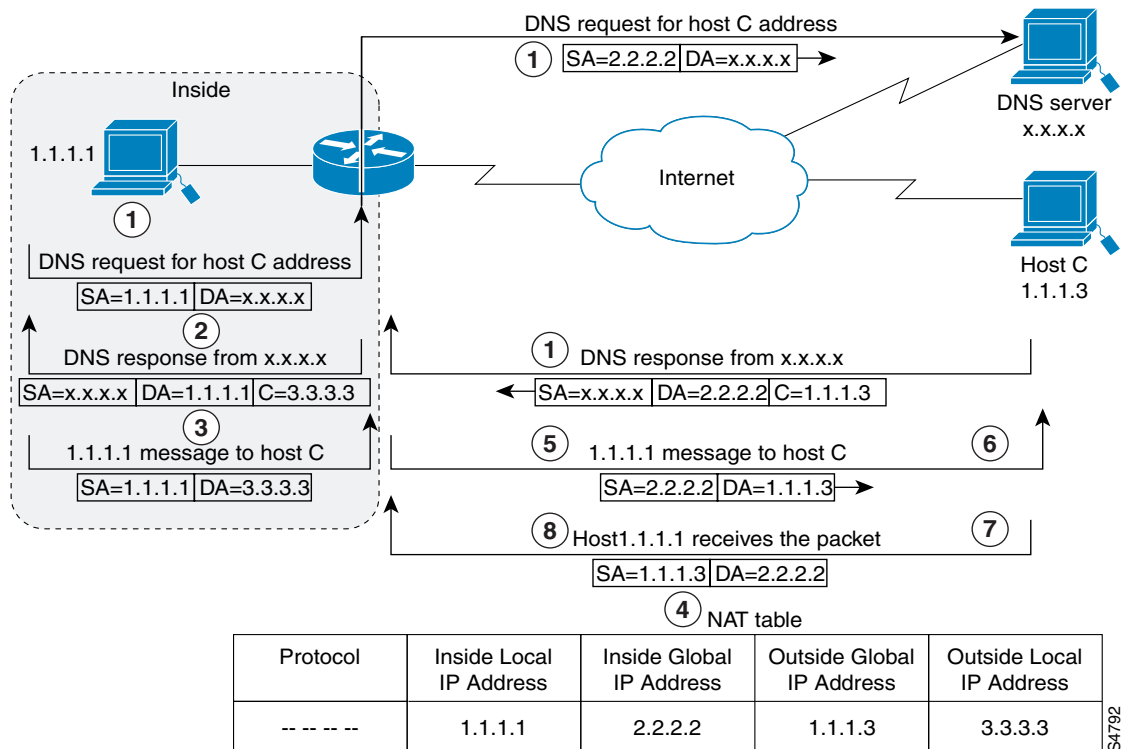 DNS request for host C address
1 SA=2.2.2.2 DA=x.x.x.x
Inside
DNS server
x.x.x.x
1.1.1.1
Internet
1
Host C
1.1.1.3
DNS request for host C address
SA=1.1.1.1 DA=x.x.x.x
2
DNS response from x.x.x.x
SA=x.x.x.x DA=1.1.1.1 C=3.3.3.3
1 DNS response from x.x.x.x
SA=x.x.x.x DA=2.2.2.2 C=1.1.1.3
3
1.1.1.1 message to host C
SA=1.1.1.1 DA=3.3.3.3
5 1.1.1.1 message to host C 6
SA=2.2.2.2 DA=1.1.1.3
8 Host1.1.1.1 receives the packet 7
SA=1.1.1.3 DA=2.2.2.2
4 NAT table
Protocol
Inside Local
IP Address
Inside Global
IP Address
Outside Global
IP Address
Outside Local
IP Address
-- -- -- --
1.1.1.1
2.2.2.2
1.1.1.3
3.3.3.3
S4792